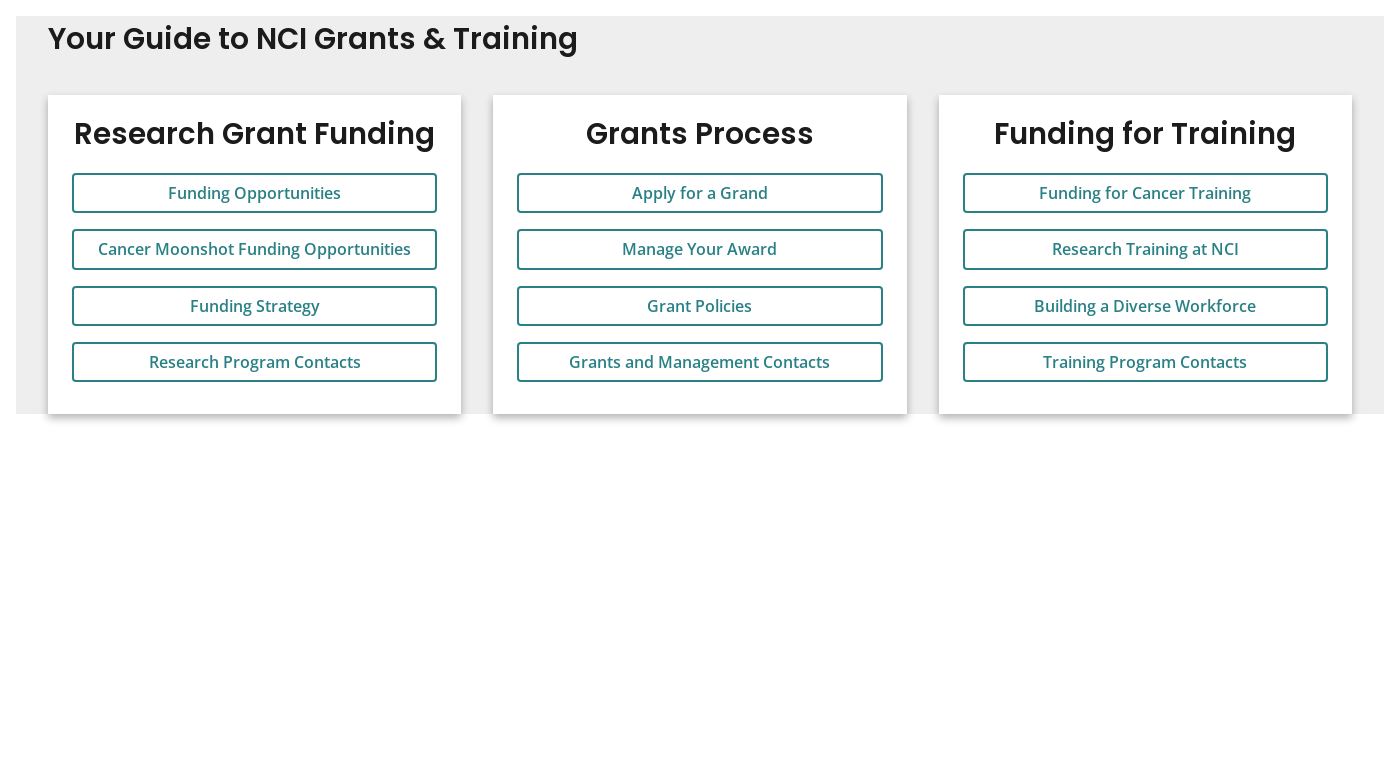 Your Guide to NCI Grants & Training
Research Grant Funding
Funding Opportunities
Cancer Moonshot Funding Opportunities
Funding Strategy
Research Program Contacts
Grants Process
Apply for a Grand
Manage Your Award
Grant Policies
Grants and Management Contacts
Funding for Training
Funding for Cancer Training
Research Training at NCI
Building a Diverse Workforce
Training Program Contacts